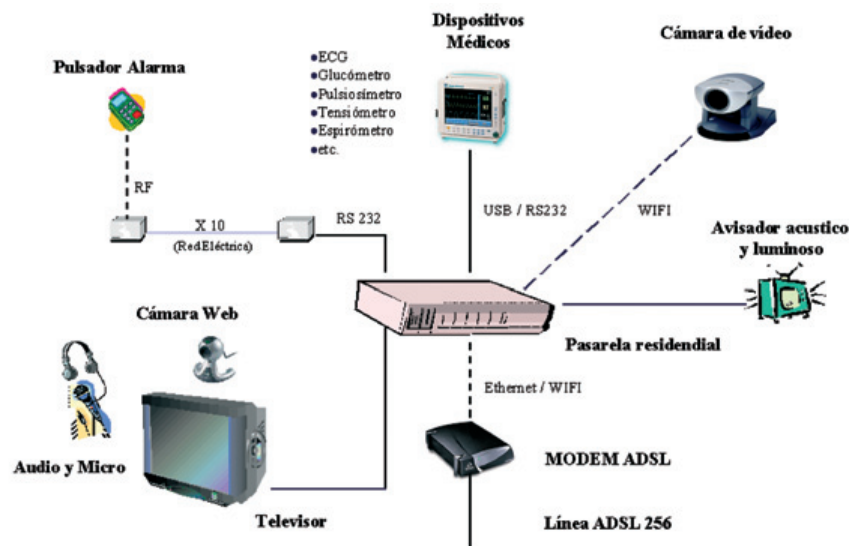 Dispositivos
Médicos
Cámara de vídeo
Pulsador Alarma
•ECG
•Glucómetro
•Pulsiosímetro
•Tensiómetro
•Espirómetro
•etc.
RF
X 10
(RedEléctrica)
RS 232
USB / RS232
WIFI
Avisador acustico
y luminoso
Cámara Web
Pasarela residendial
Ethernet / WIFI
Audio y Micro
MODEM ADSL
Televisor
Línea ADSL 256